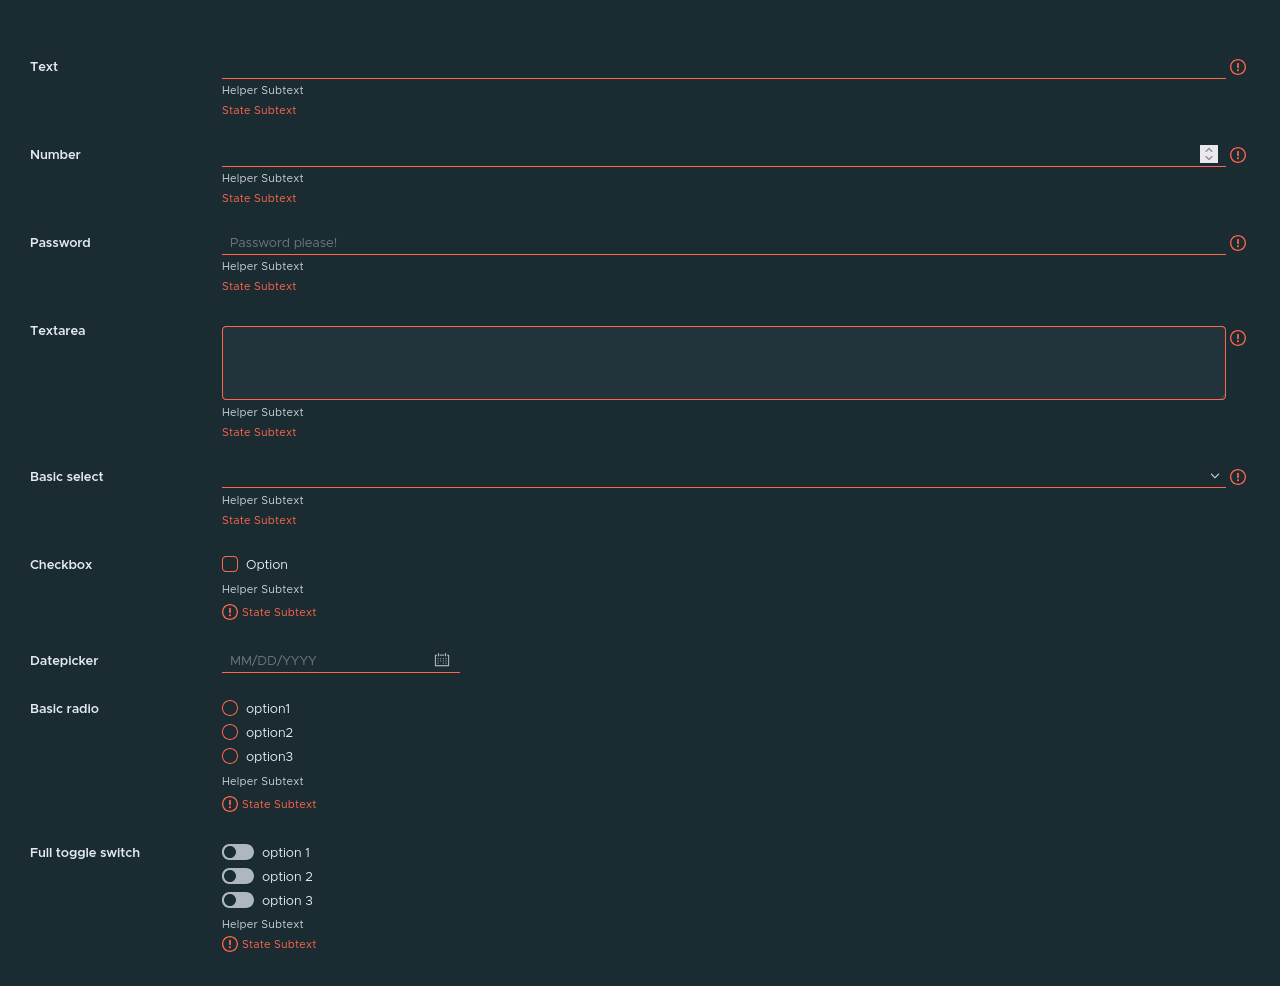 Text
Helper Subtext
State Subtext
Number
Helper Subtext
State Subtext
Password
Password please!
Helper Subtext
State Subtext
Textarea
Helper Subtext
State Subtext
Basic select
Helper Subtext
State Subtext
Checkbox
Option
Helper Subtext
State Subtext
Datepicker
MM/DD/YYYY
Basic radio
option1
option2
option3
Helper Subtext
State Subtext
Full toggle switch
option 1
option 2
option 3
Helper Subtext
State Subtext